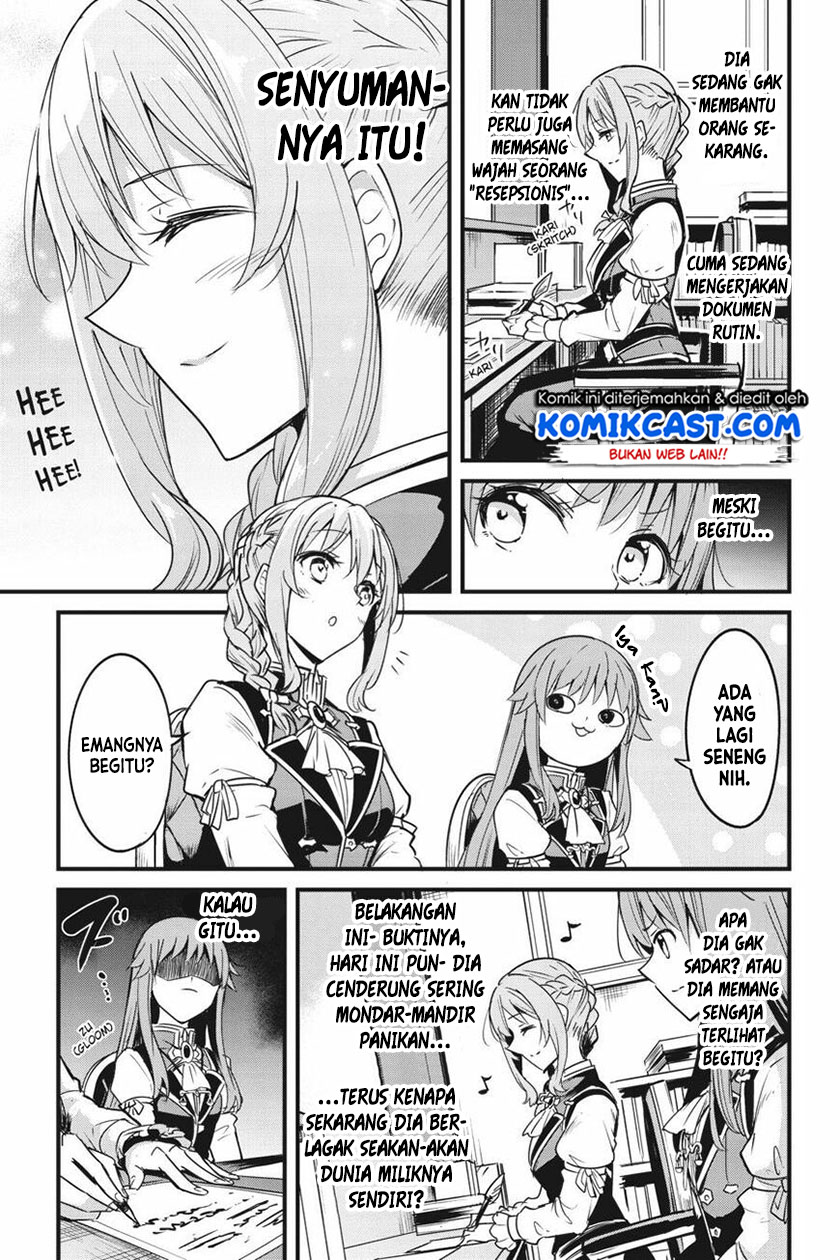 DIA
SEDANG GAK
MEMBANTU
ORANG SE-
KARANG.
KAN TIDAK
PERLU JUGA
MEMASANG
WAJAH SEORANG
"RESEPSIONIS"...
KARI
(SKRITCH)
KARI
CUMA SEDANG
MENGERJAKAN
DOKUMEN
RUTIN.
Komik ini diterjemahkan & diedit oleh
KOMIKCAST.COM
BUKAN WEB LAIN!!
SENYUMAN-
NYA ITU!
HEE
HEE
HEE!
MESKI
BEGITU...
ADA
YANG
LAGI
SENENG
NIH.
Iya kan?
EMANGNYA
BEGITU?
APA
DIA GAK
SADAR? ATAU
DIA MEMANG
SENGAJA
TERLIHAT
BEGITU?
BELAKANGAN
INI- BUKTINYA,
HARI INI PUN- DIA
CENDERUNG SERING
MONDAR-MANDIR
PANIKAN...
...TERUS KENAPA
SEKARANG DIA BER-
LAGAK SEAKAN-AKAN
DUNIA MILIKNYA
SENDIRI?
KALAU
GITU...
ZU
(GLOOM)